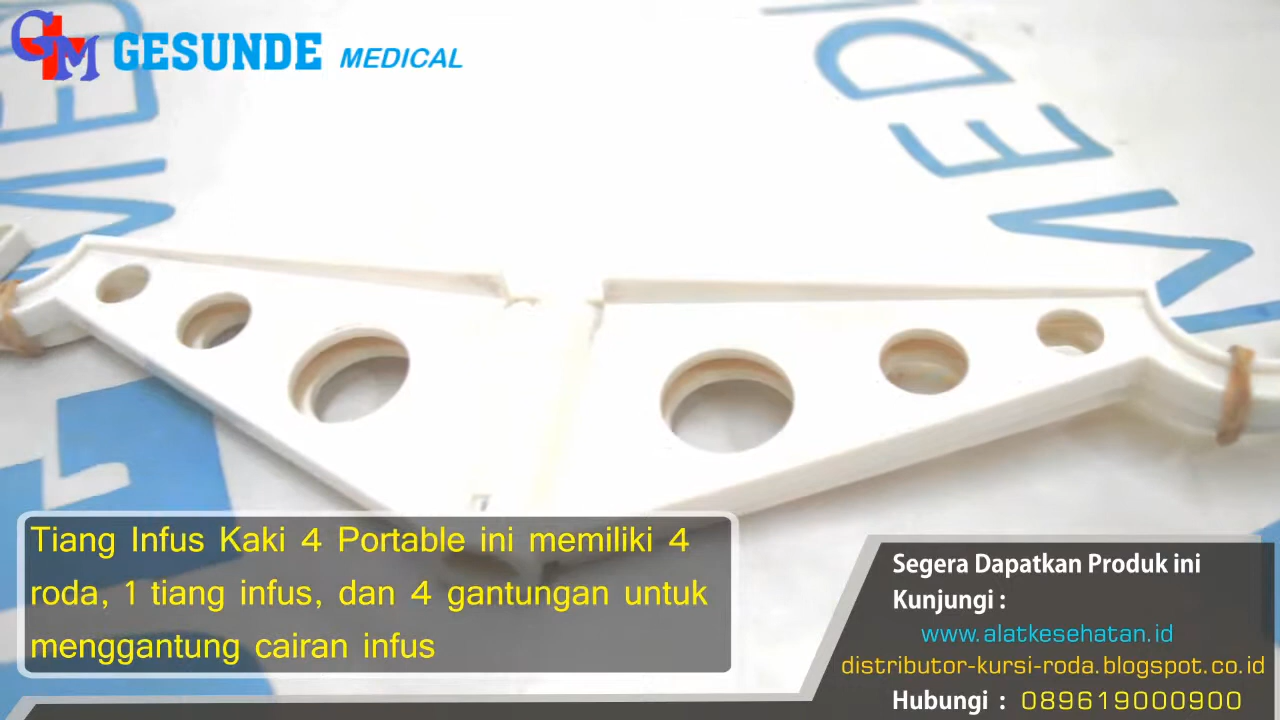 GM GESUNDE MEDICAL
Tiang Infus Kaki 4 Portable ini memiliki 4
roda, 1 tiang infus, dan 4 gantungan untuk
menggantung cairan infus
Segera Dapatkan Produk ini
Kunjungi :
www.alatkesehatan.id
distributor-kursi-roda.blogspot.co.id
Hubungi : 089619000900